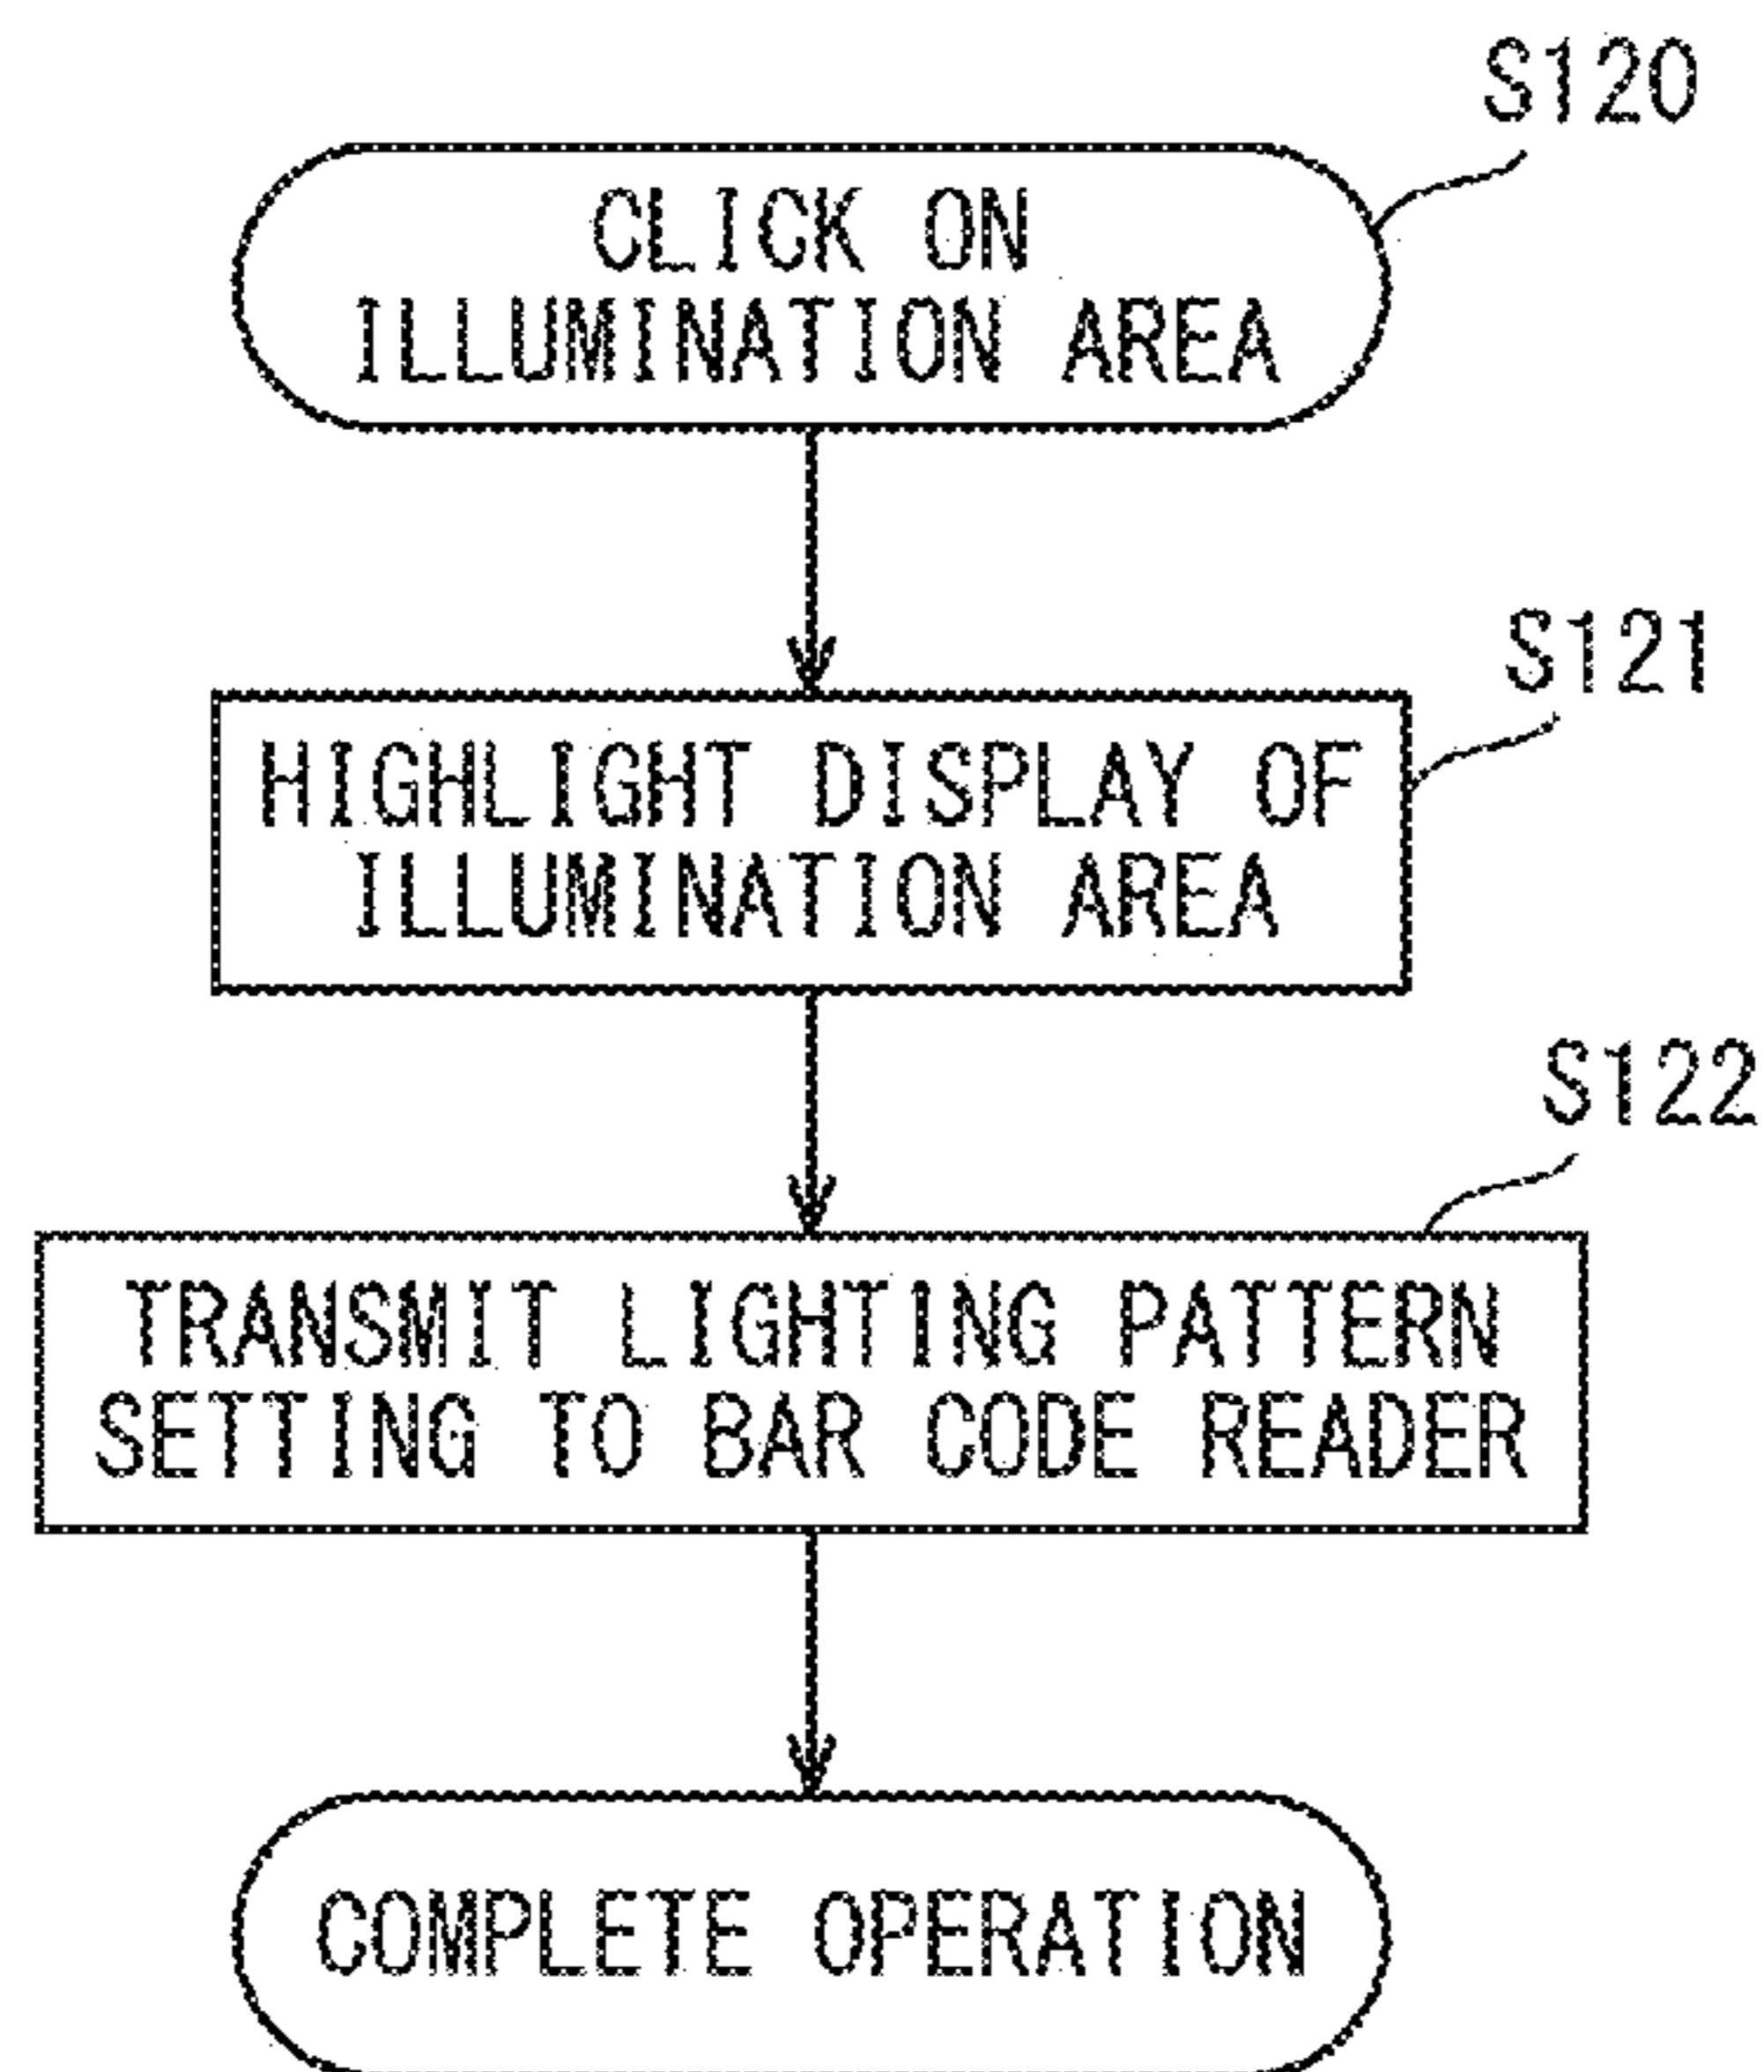 S120
CLICK ON
ILLUMINATION AREA
S121
HIGHLIGHT DISPLAY OF
ILLUMINATION AREA
S122
TRANSMIT LIGHTING PATTERN
SETTING TO BAR CODE READER
COMPLETE OPERATION